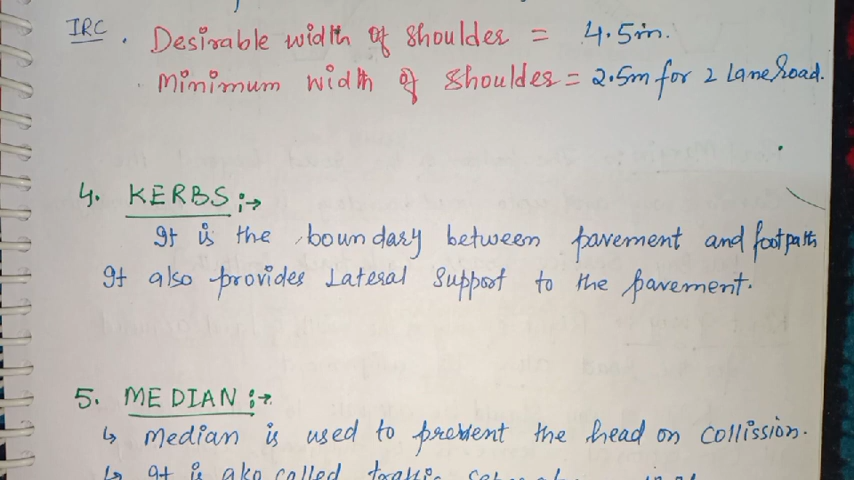 IRC . Desirable width of shoulder = 4.5m.
. Minimum width of shoulder = 2.5m for 2 Lane Road.
4. KERBS :→
It is the boundary between pavement and footpath
It also provides Lateral Support to the pavement.
5. MEDIAN :→
↳ Median is used to prevent the head on collission.
↳ It is also called traffic